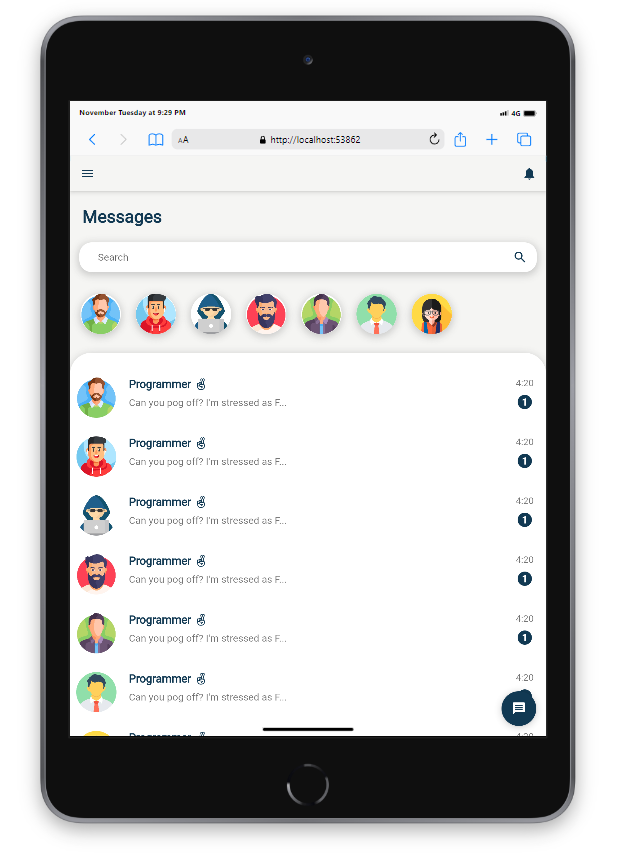 November Tuesday at 9:29 PM
4G
AA
http://localhost:53862
Messages
Search
Programmer ✌
4:20
Can you pog off? I'm stressed as F...
1
Programmer ✌
4:20
Can you pog off? I'm stressed as F...
1
Programmer ✌
4:20
Can you pog off? I'm stressed as F...
1
Programmer ✌
4:20
Can you pog off? I'm stressed as F...
1
Programmer ✌
4:20
Can you pog off? I'm stressed as F...
1
Programmer ✌
4:20
Can you pog off? I'm stressed as F...
Programmer ✌
4:20